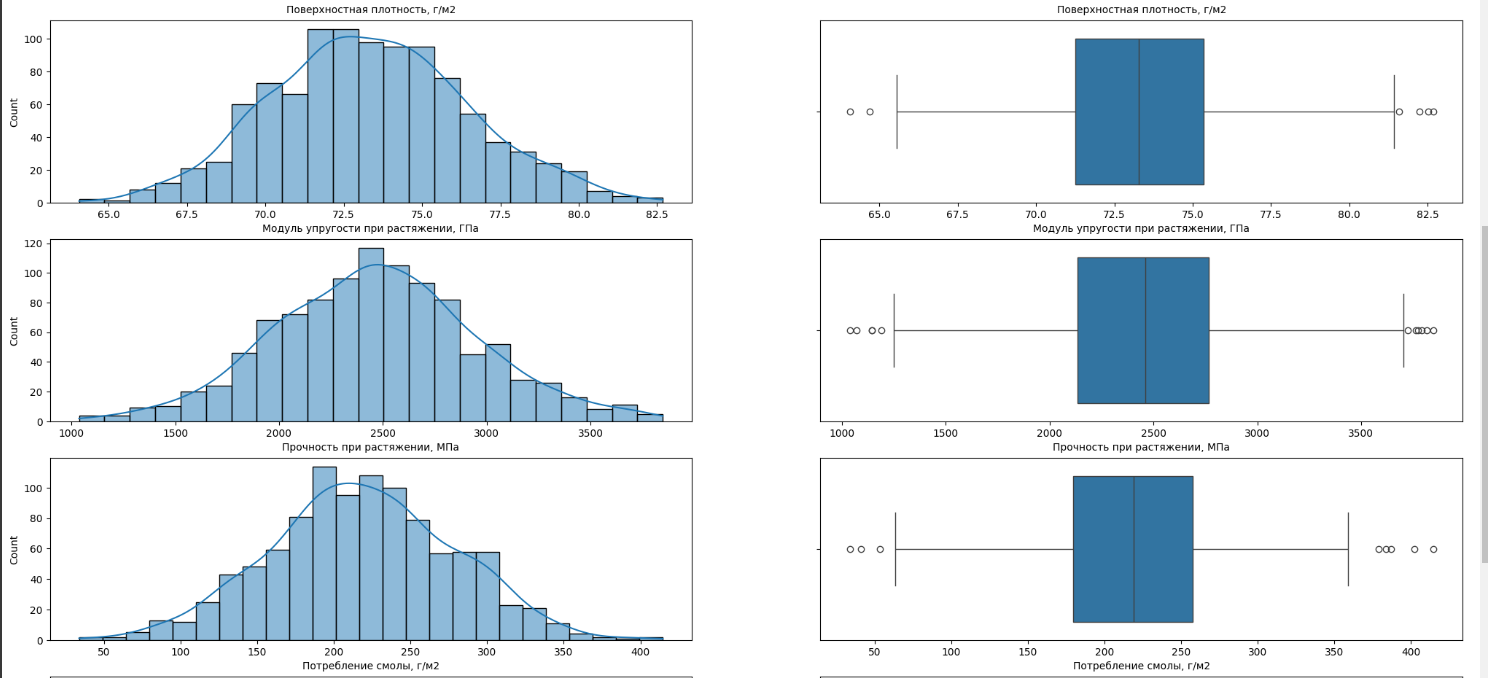 Поверхностная плотность, г/м2
Поверхностная плотность, г/м2
100
80
60
40
20
0
Count
65.0 67.5 70.0 72.5 75.0 77.5 80.0 82.5
65.0 67.5 70.0 72.5 75.0 77.5 80.0 82.5
Модуль упругости при растяжении, ГПа
Модуль упругости при растяжении, ГПа
120
100
80
60
40
20
0
Count
1000 1500 2000 2500 3000 3500
1000 1500 2000 2500 3000 3500
Прочность при растяжении, МПа
Прочность при растяжении, МПа
100
80
60
40
20
0
Count
50 100 150 200 250 300 350 400
50 100 150 200 250 300 350 400
Потребление смолы, г/м2
Потребление смолы, г/м2